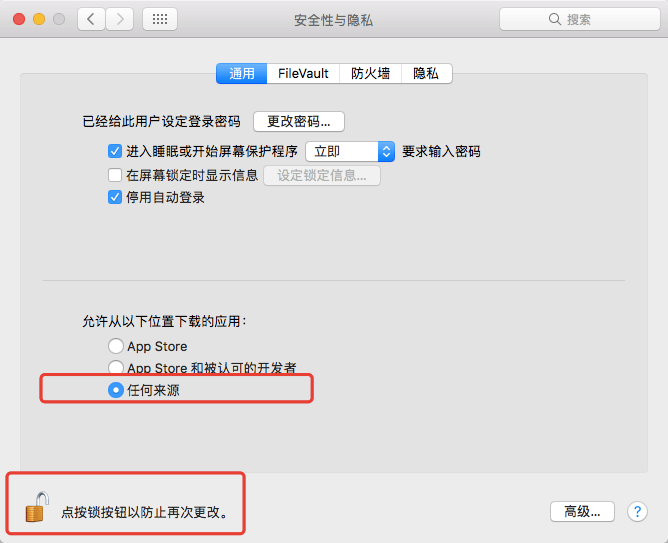 安全性与隐私
搜索
通用 FileVault 防火墙 隐私
已经给此用户设定登录密码 更改密码...
进入睡眠或开始屏幕保护程序 立即 要求输入密码
在屏幕锁定时显示信息 设定锁定信息...
停用自动登录
允许从以下位置下载的应用：
App Store
App Store 和被认可的开发者
任何来源
点按锁按钮以防止再次更改。
高级... ?